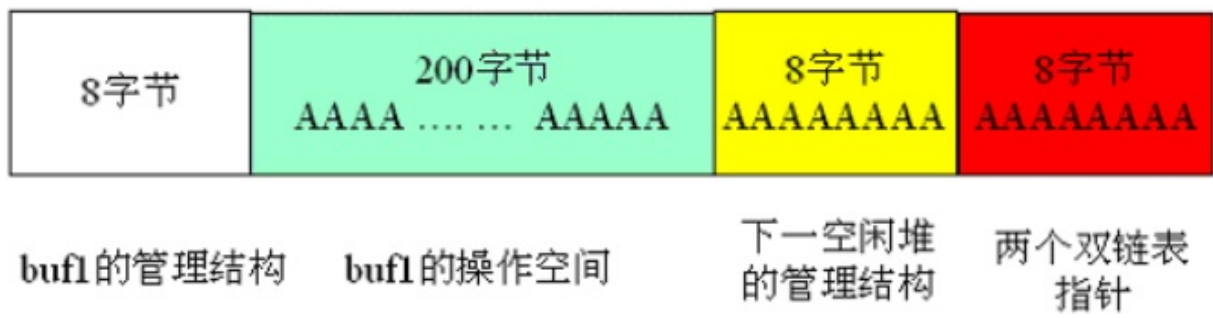 8字节
200字节
AAAA .... ... AAAAA
8字节
AAAAAAAA
8字节
AAAAAAAA
buf1的管理结构
buf1的操作空间
下一空闲堆
的管理结构
两个双链表
指针